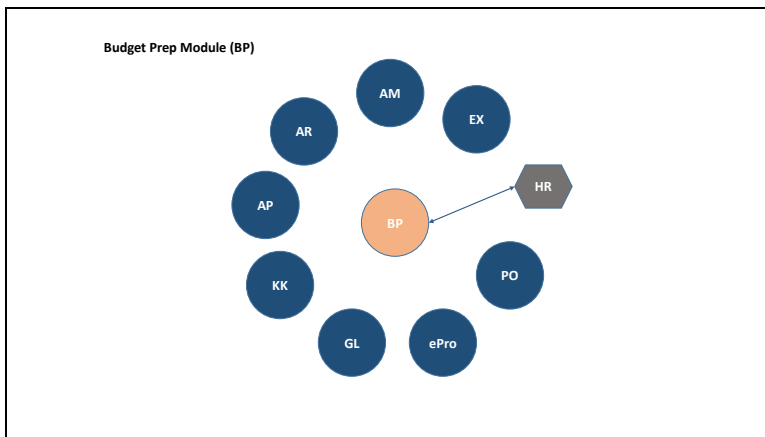 Budget Prep Module (BP)
AM
EX
AR
HR
AP
BP
PO
KK
GL
ePro